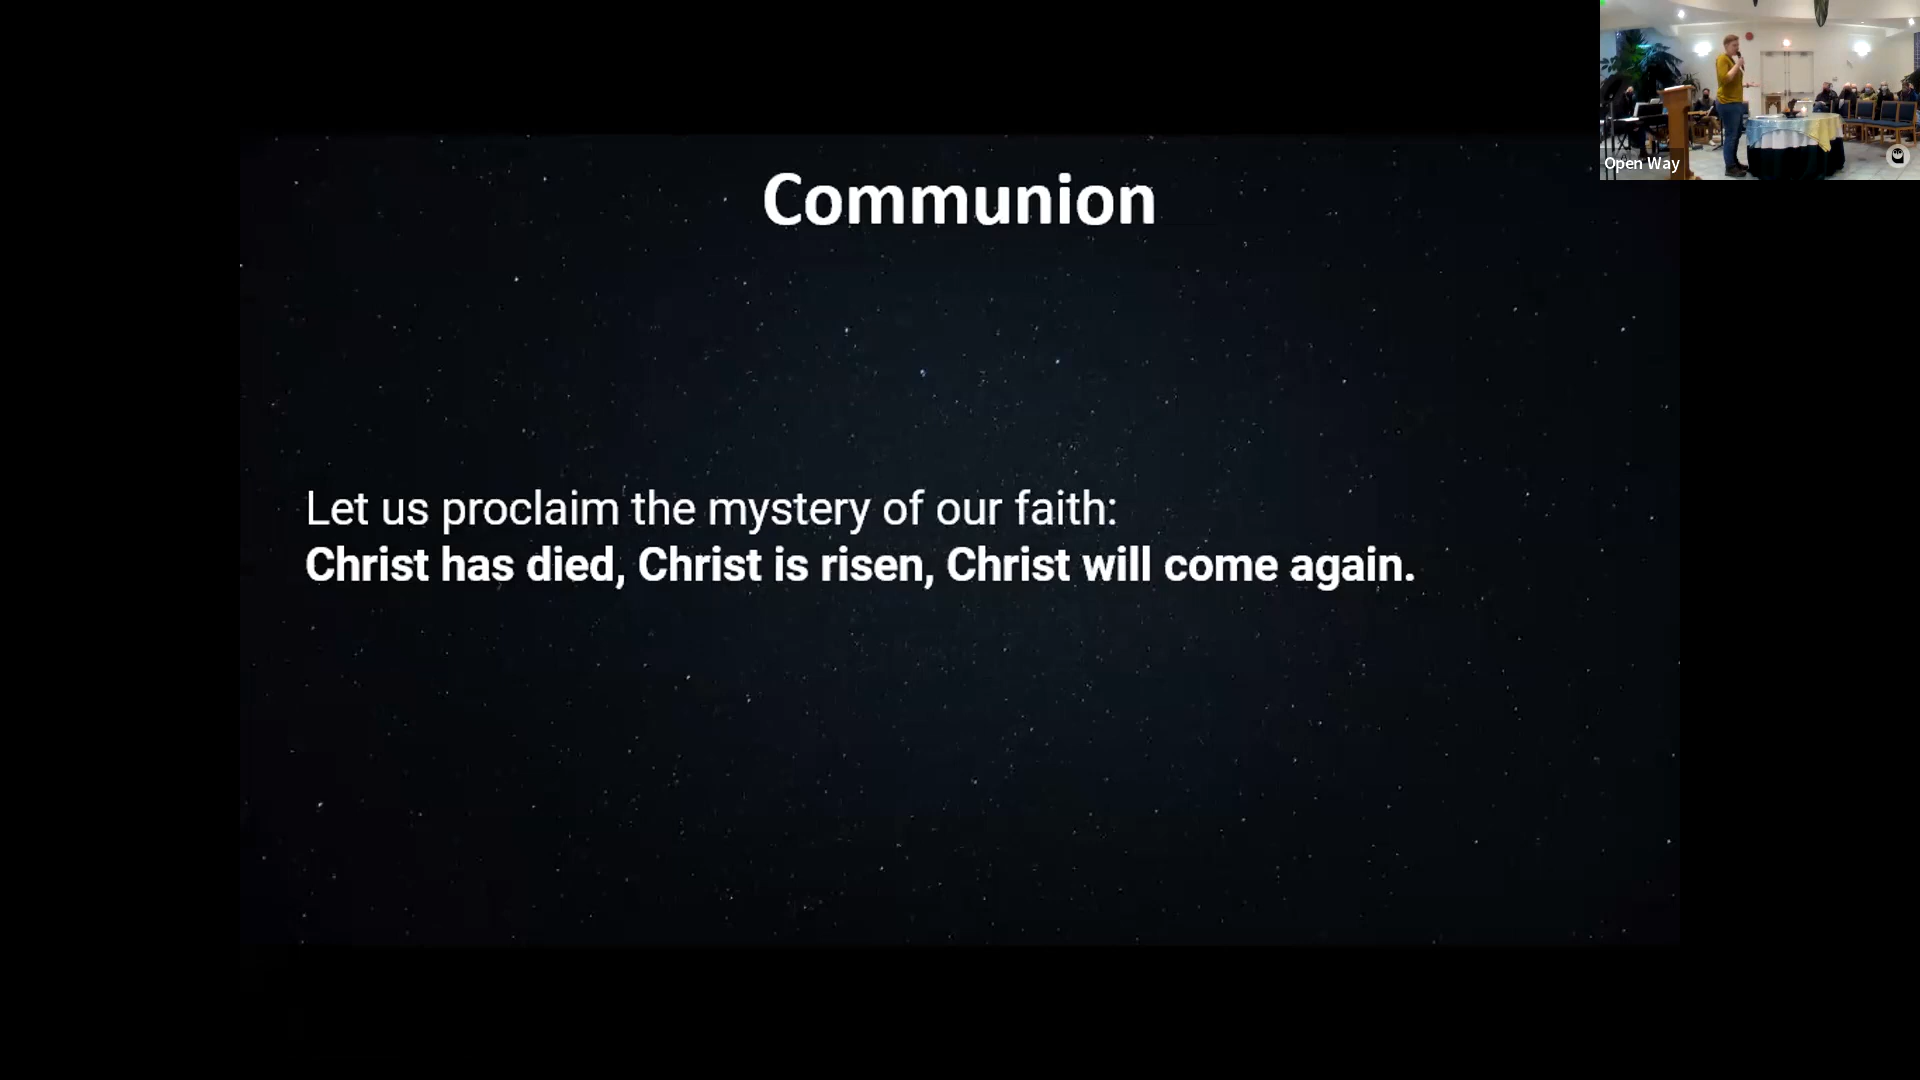 Communion
Let us proclaim the mystery of our faith:
Christ has died, Christ is risen, Christ will come again.
Open Way